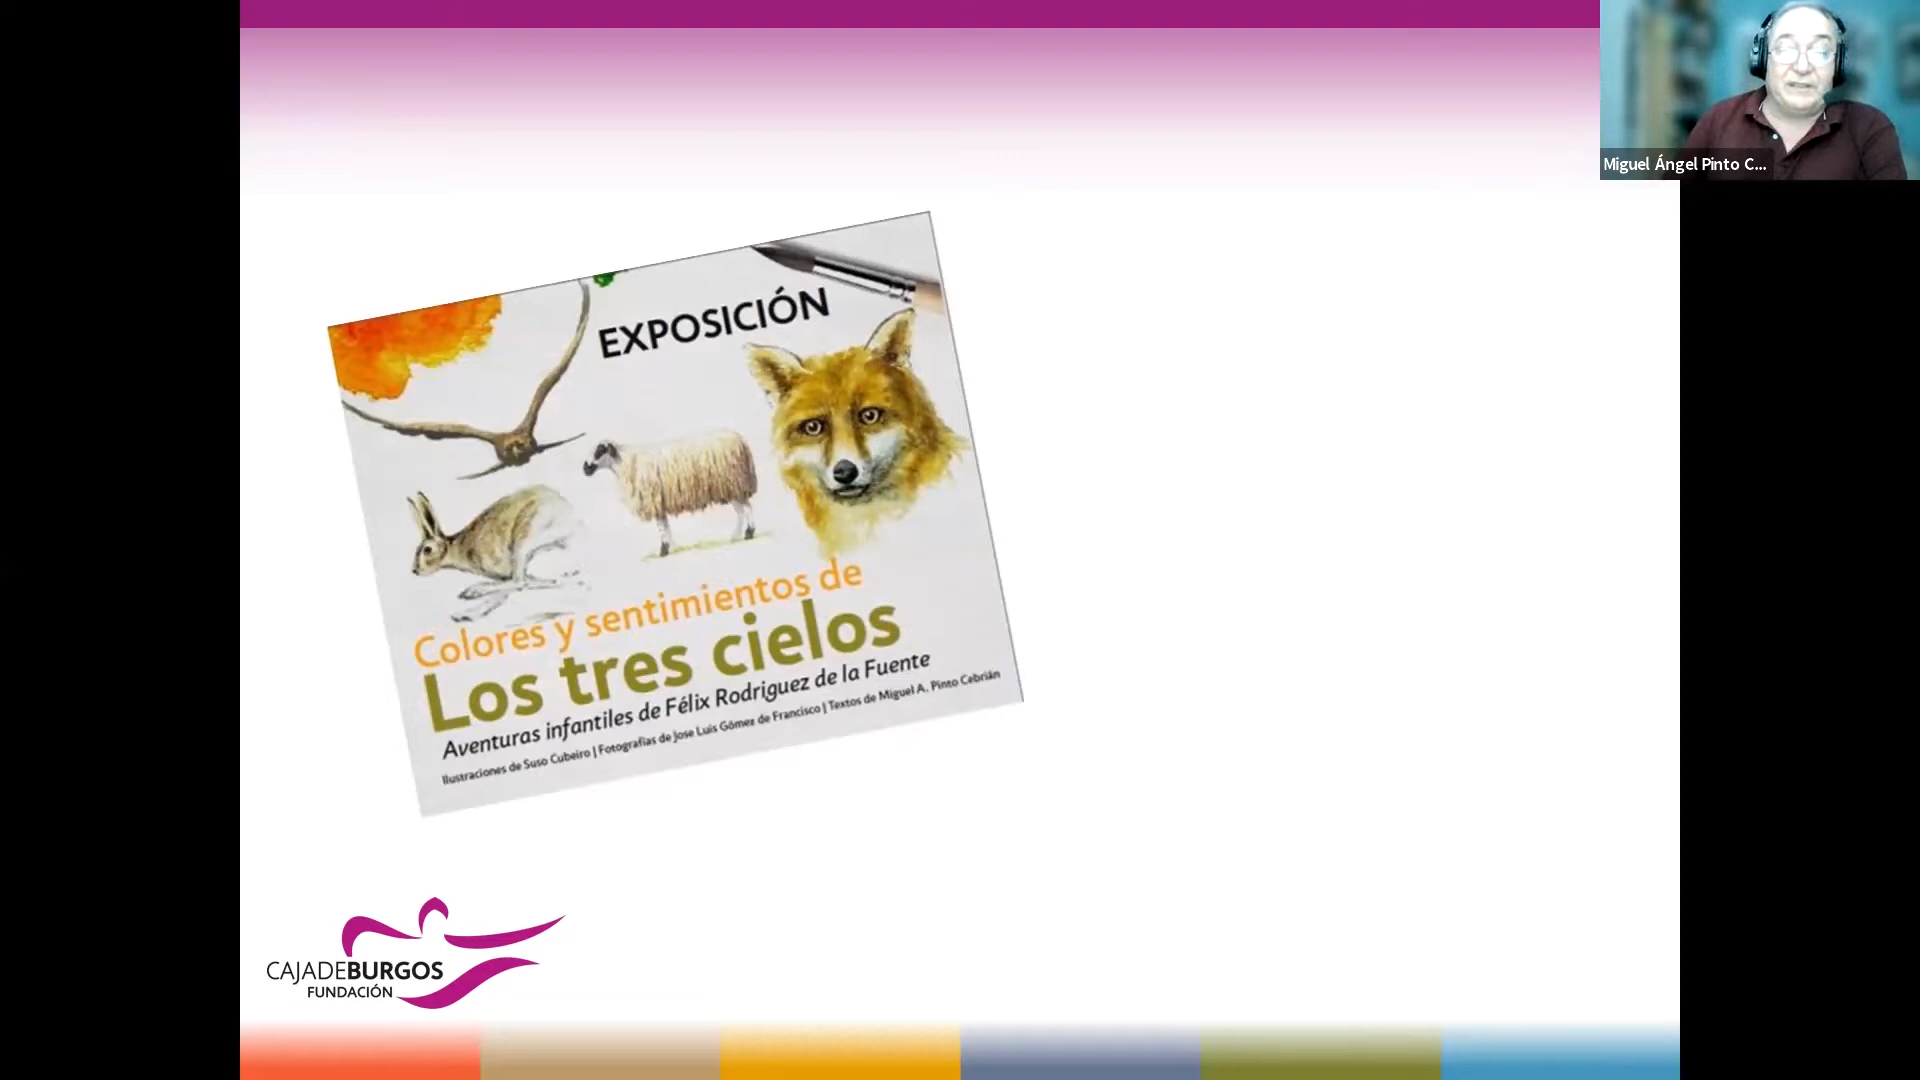 Miguel Ángel Pinto C...
EXPOSICIÓN
Colores y sentimientos de
Los tres cielos
Aventuras infantiles de Félix Rodriguez de la Fuente
Ilustraciones de Suso Cubeiro | Fotografías de Jose Luis Gómez de Francisco | Textos de Miguel A. Pinto Cebrián
CAJADEBURGOS
FUNDACIÓN